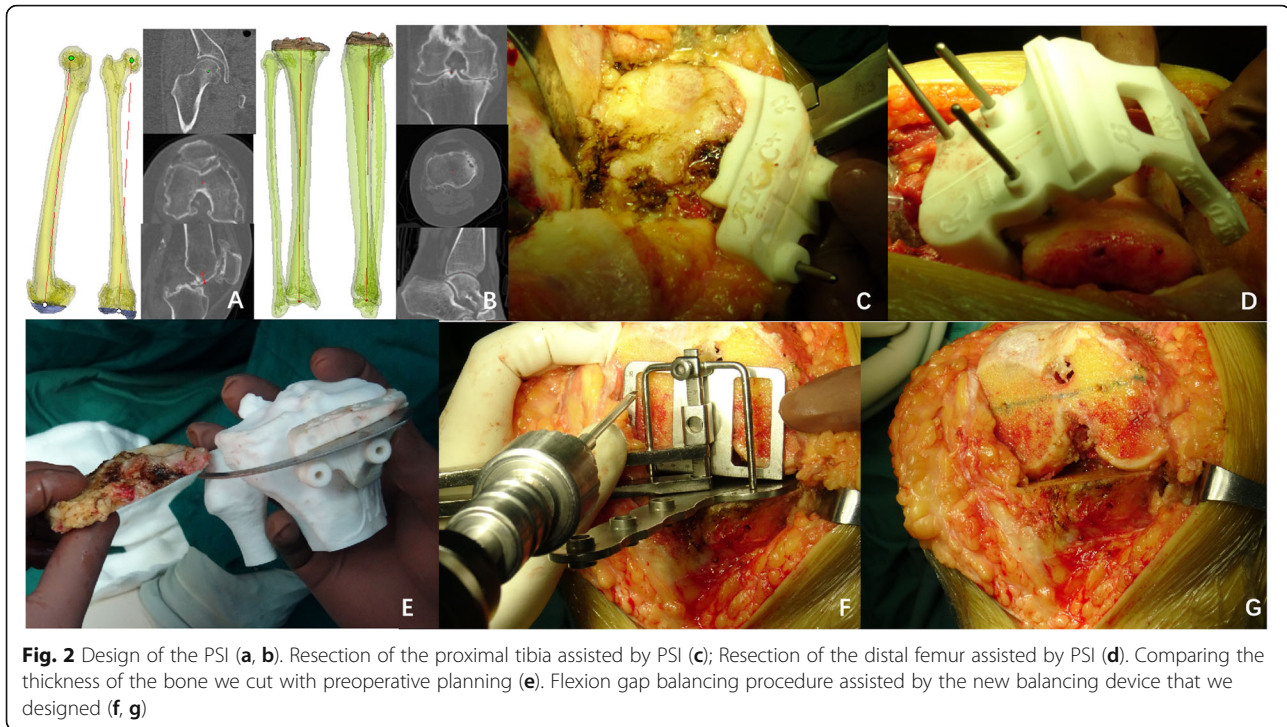 A
B
C
D
E
F
G
Fig. 2 Design of the PSI (a, b). Resection of the proximal tibia assisted by PSI (c); Resection of the distal femur assisted by PSI (d). Comparing the
thickness of the bone we cut with preoperative planning (e). Flexion gap balancing procedure assisted by the new balancing device that we
designed (f, g)